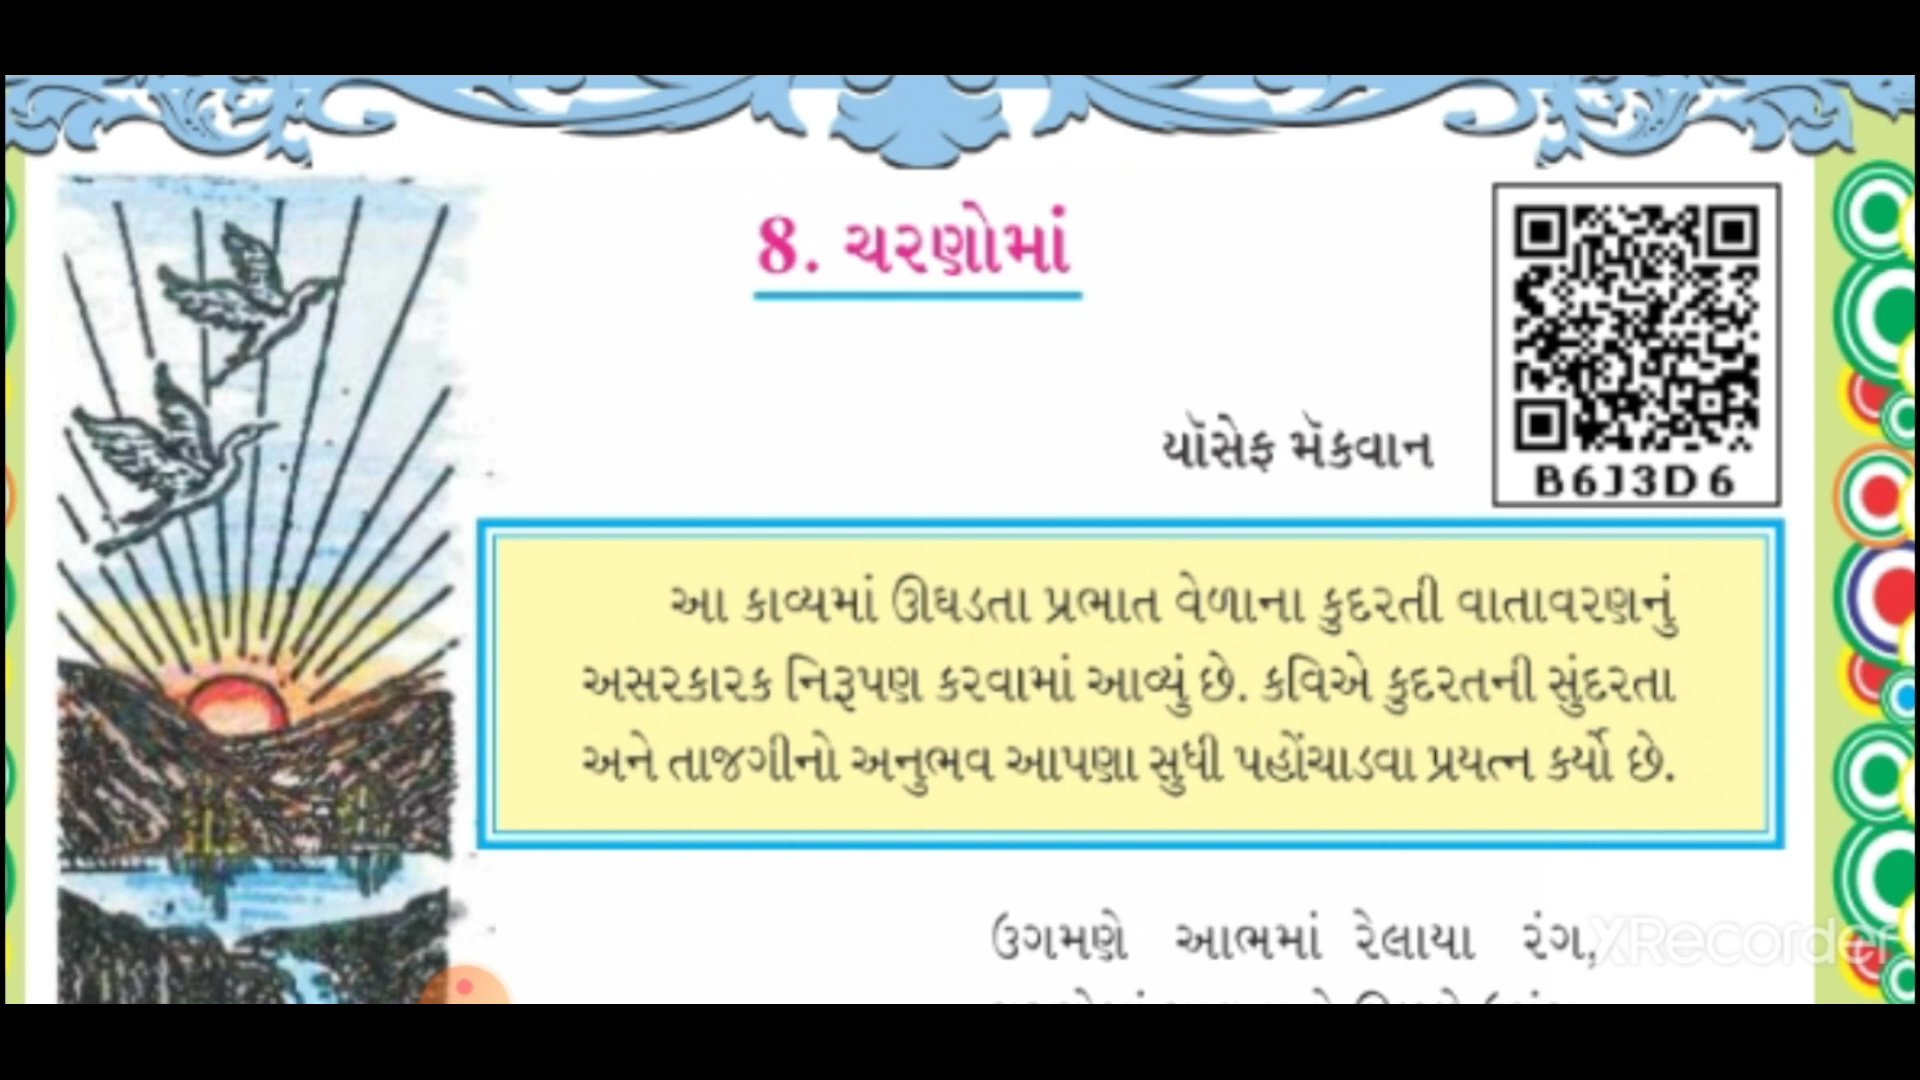 8. ચરણોમાં
યૉસેફ મૅકવાન
B6J3D6
આ કાવ્યમાં ઊઘડતા પ્રભાત વેળાના કુદરતી વાતાવરણનું
અસરકારક નિરૂપણ કરવામાં આવ્યું છે. કવિએ કુદરતની સુંદરતા
અને તાજગીનો અનુભવ આપણા સુધી પહોંચાડવા પ્રયત્ન કર્યો છે.
ઉગમણે આભમાં રેલાયા રંગ,
XRecorder